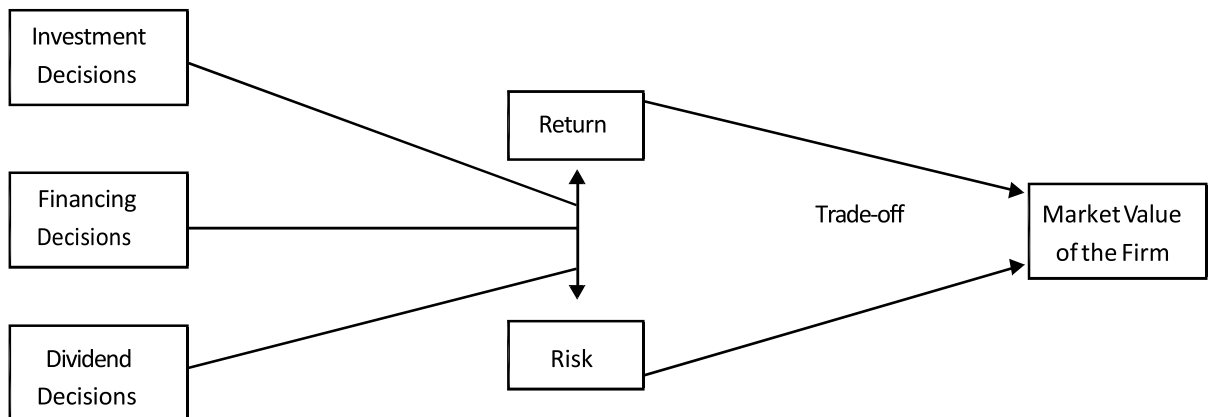 Investment
Decisions
Return
Financing
Decisions
Trade-off
Market Value
of the Firm
Dividend
Decisions
Risk